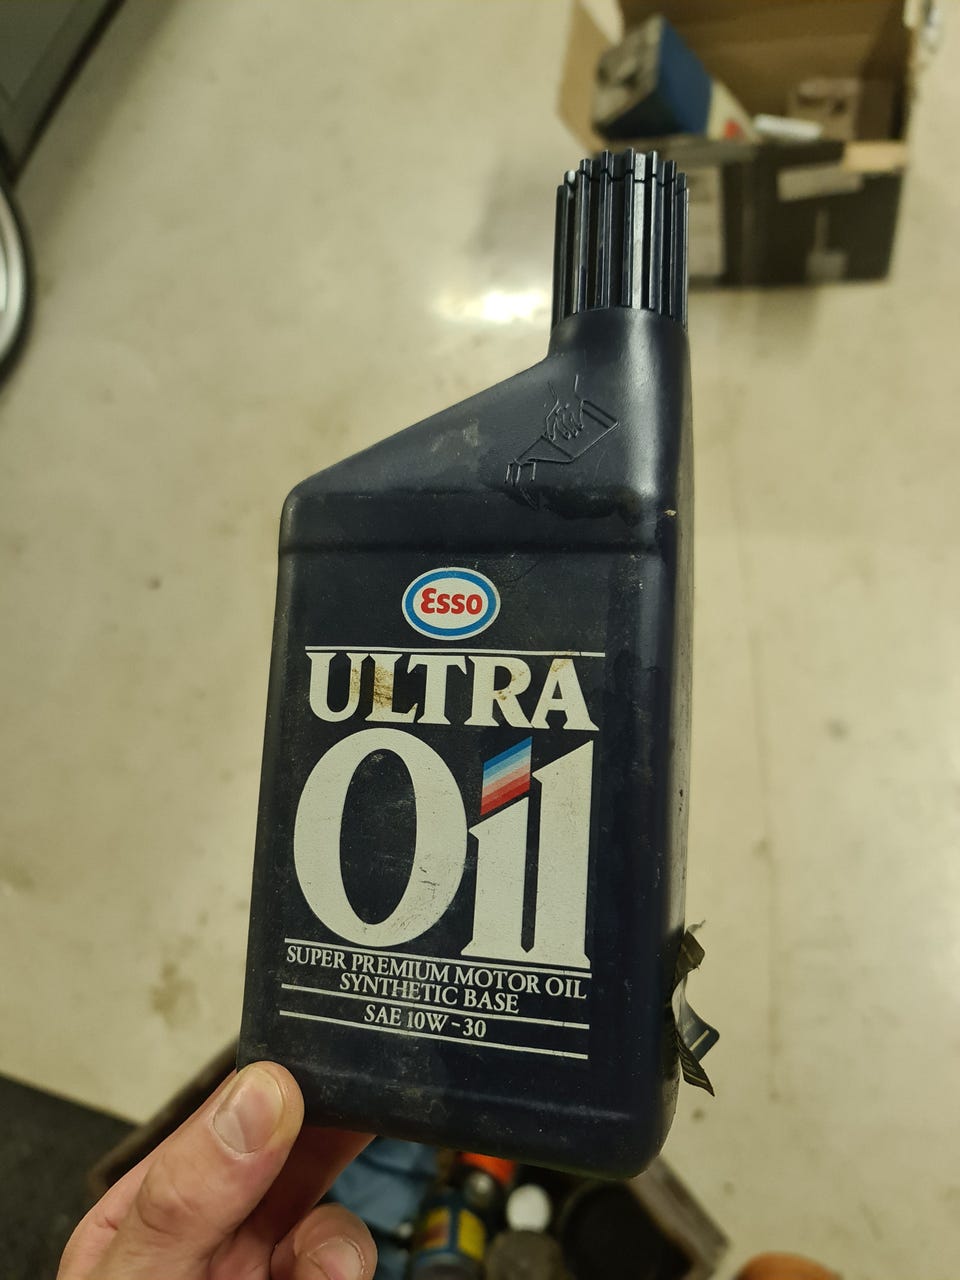 Esso
ULTRA
Oil
SUPER PREMIUM MOTOR OIL
SYNTHETIC BASE
SAE 10W-30